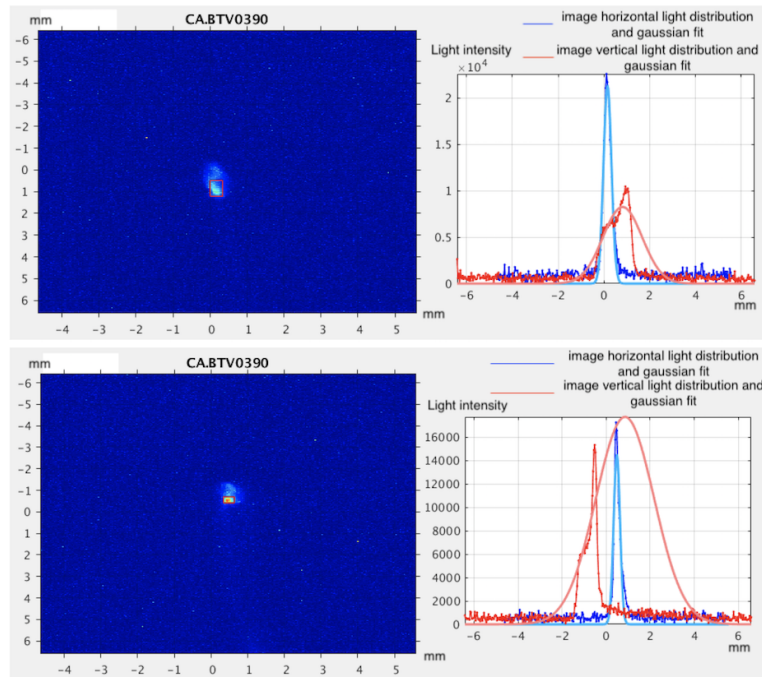 mm
CA.BTV0390
-6
-5
-4
-3
-2
-1
0
1
2
3
4
5
6
-4 -3 -2 -1 0 1 2 3 4 5
mm
image horizontal light distribution
and gaussian fit
Light intensity
image vertical light distribution and
gaussian fit
×10⁴
2
1.5
1
0.5
0
-6 -4 -2 0 2 4 6
mm
mm
CA.BTV0390
-6
-5
-4
-3
-2
-1
0
1
2
3
4
5
6
-4 -3 -2 -1 0 1 2 3 4 5
mm
image horizontal light distribution
and gaussian fit
image vertical light distribution and
gaussian fit
Light intensity
16000
14000
12000
10000
8000
6000
4000
2000
0
-6 -4 -2 0 2 4 6
mm